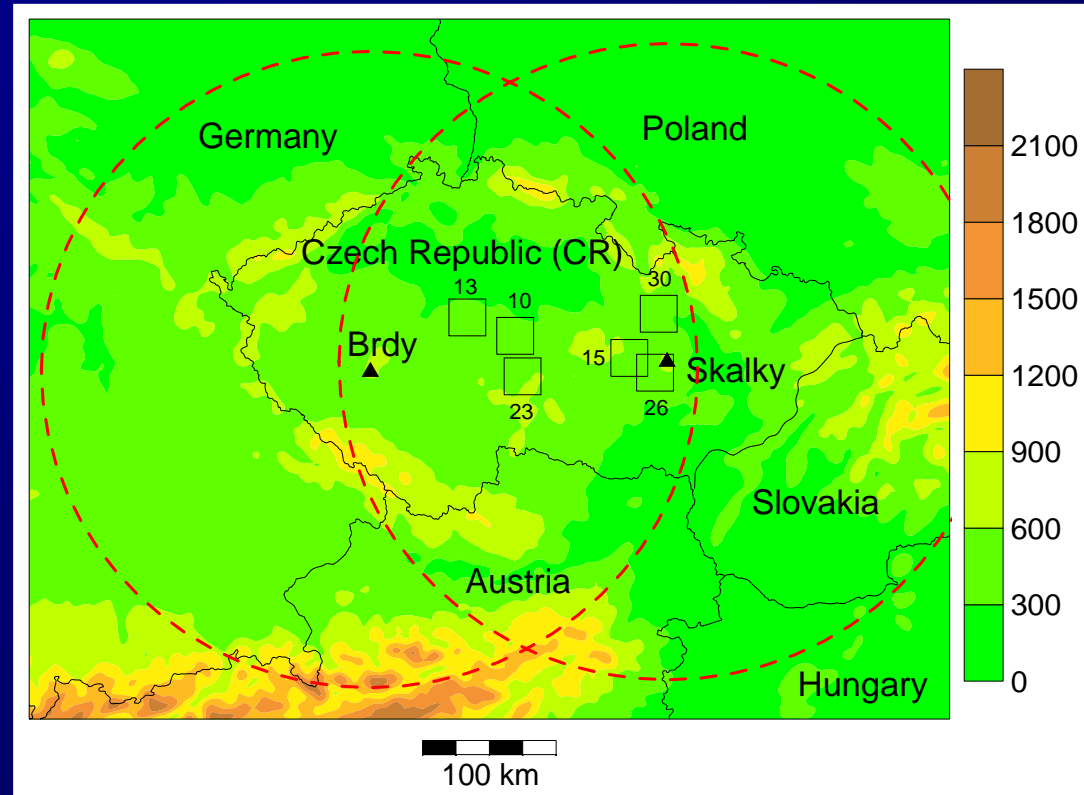 Germany
Poland
Czech Republic (CR)
13
10
30
Brdy
15
Skalky
23
26
Slovakia
Austria
Hungary
2100
1800
1500
1200
900
600
300
0
100 km